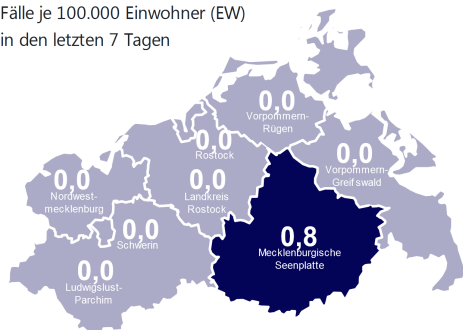 Fälle je 100.000 Einwohner (EW)
in den letzten 7 Tagen
0,0
Vorpommern-
Rügen
0,0
Rostock
0,0
Vorpommern-
Greifswald
0,0
Nordwest-
mecklenburg
0,0
Landkreis
Rostock
0,0
Schwerin
0,8
Mecklenburgische
Seenplatte
0,0
Ludwigslust-
Parchim